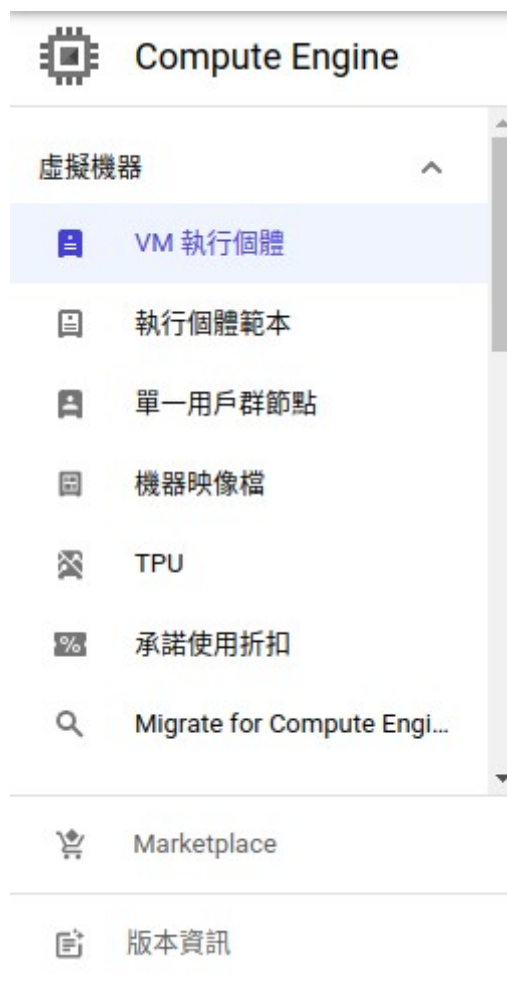 Compute Engine
虛擬機器
VM 執行個體
執行個體範本
單一用戶群節點
機器映像檔
TPU
承諾使用折扣
Migrate for Compute Engi...
Marketplace
版本資訊